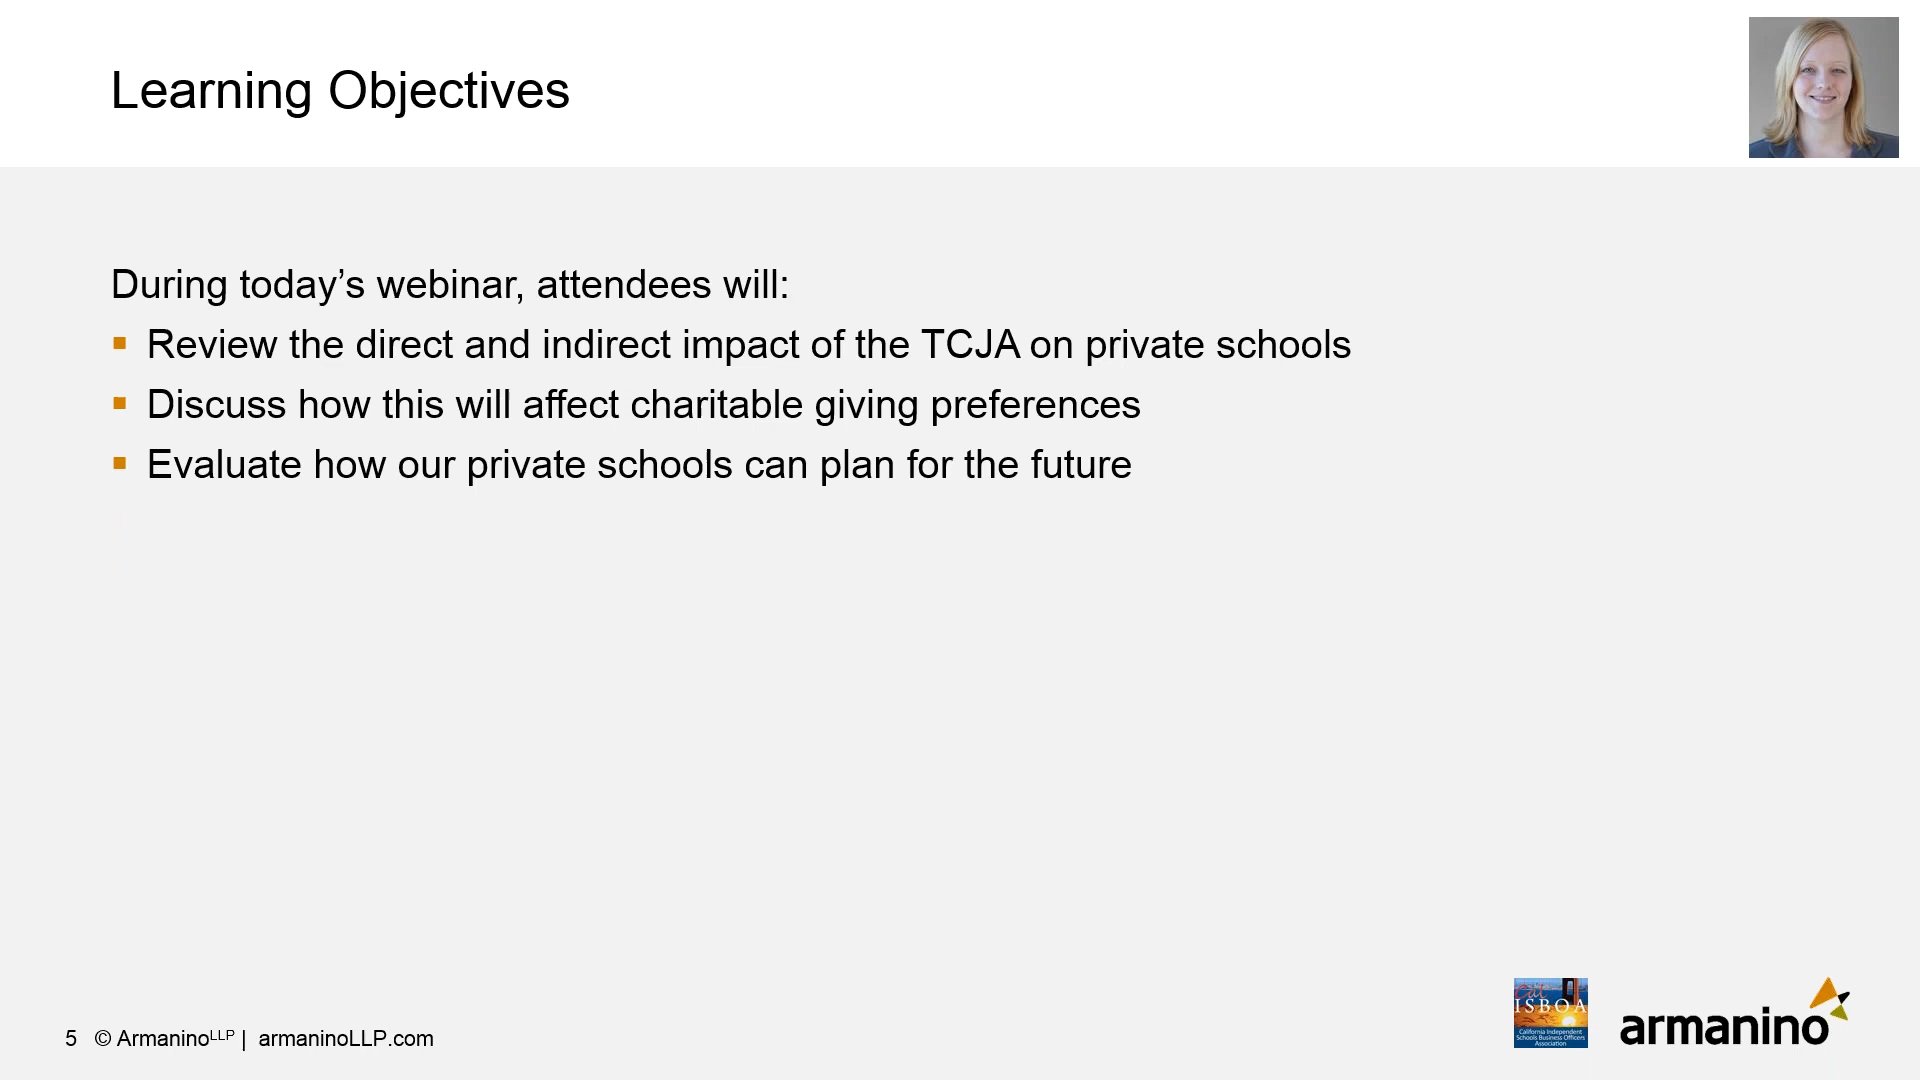 Learning Objectives
During today’s webinar, attendees will:
▪ Review the direct and indirect impact of the TCJA on private schools
▪ Discuss how this will affect charitable giving preferences
▪ Evaluate how our private schools can plan for the future
Cal
ISBOA
California Independent
Schools Business Officers
Association
armanino
5 © ArmaninoLLP | armaninoLLP.com